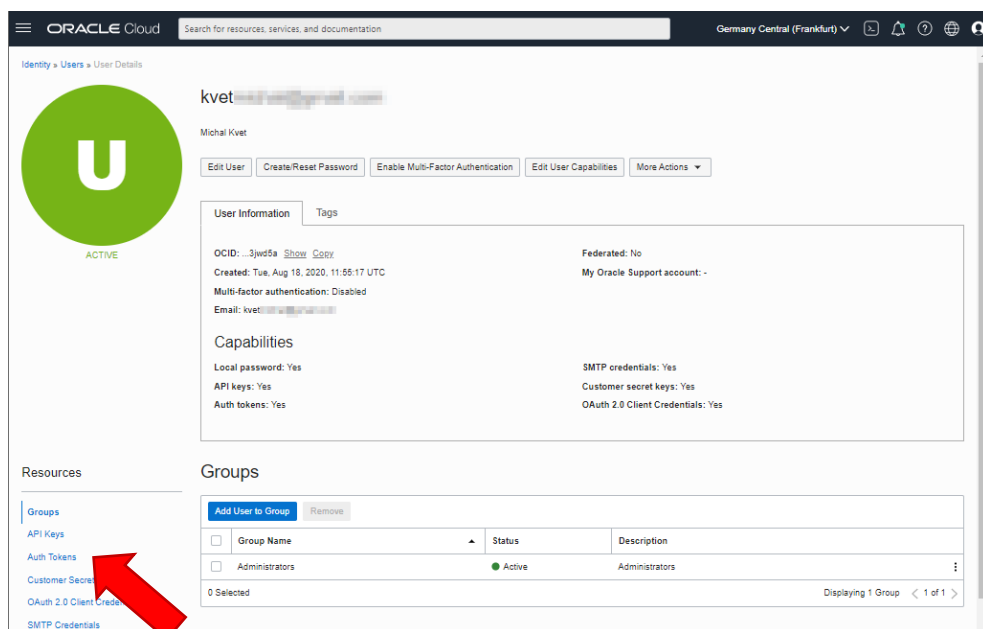 ORACLE Cloud
Search for resources, services, and documentation
Germany Central (Frankfurt)
Identity » Users » User Details
U
ACTIVE
kvet
Michal Kvet
Edit User Create/Reset Password Enable Multi-Factor Authentication Edit User Capabilities More Actions
User Information Tags
OCID: ...3jwd5a Show Copy Federated: No
Created: Tue, Aug 18, 2020, 11:55:17 UTC My Oracle Support account: -
Multi-factor authentication: Disabled
Email: kvet
Capabilities
Local password: Yes SMTP credentials: Yes
API keys: Yes Customer secret keys: Yes
Auth tokens: Yes OAuth 2.0 Client Credentials: Yes
Resources
Groups
API Keys
Auth Tokens
Customer Secret
OAuth 2.0 Client
SMTP Credentials
Groups
Add User to Group Remove
Group Name Status Description
Administrators Active Administrators
0 Selected Displaying 1 Group < 1 of 1 >